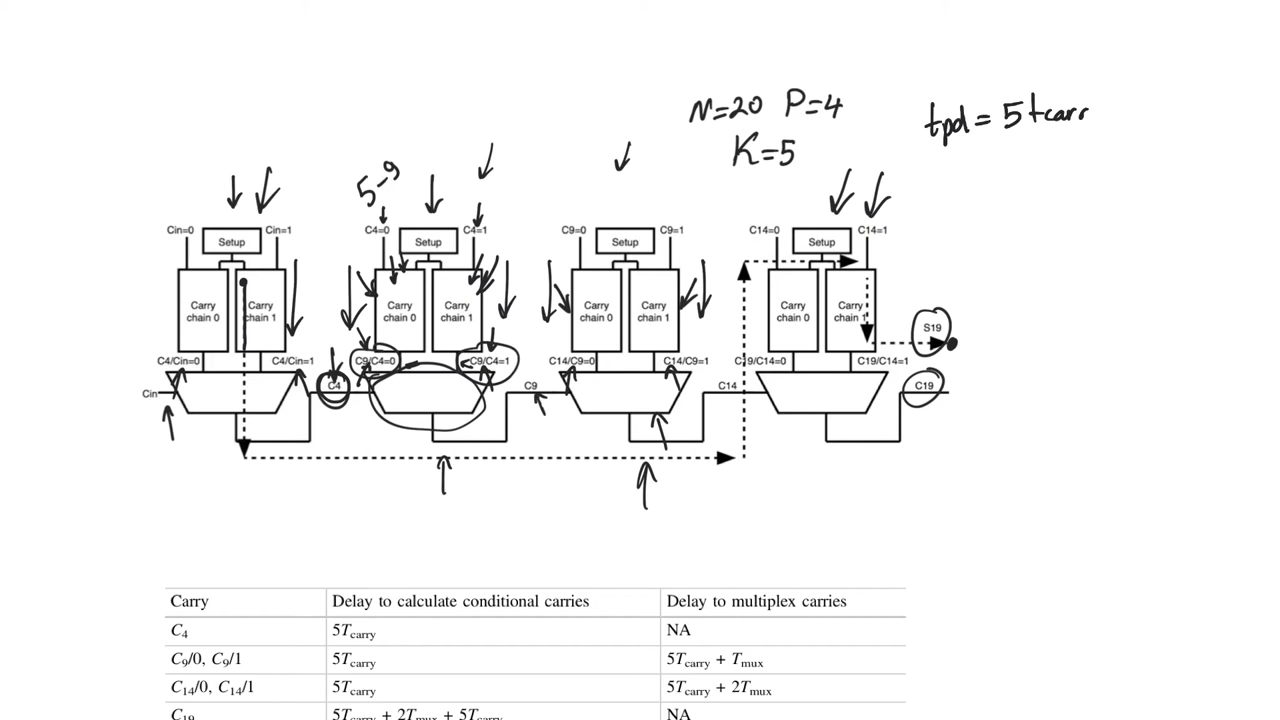 N=20 P=4 tpd = 5tcarr
K=5
5-9
Cin=0 Setup Cin=1 C4=0 Setup C4=1 C9=0 Setup C9=1 C14=0 Setup C14=1
Carry chain 0 Carry chain 1 Carry chain 0 Carry chain 1 Carry chain 0 Carry chain 1 Carry chain 0 Carry chain 1
S19
C4/Cin=0 C4/Cin=1 C9/C4=0 C9/C4=1 C14/C9=0 C14/C9=1 C19/C14=0 C19/C14=1
Cin C4 C9 C14 C19
Carry Delay to calculate conditional carries Delay to multiplex carries
C4 5Tcarry NA
C9/0, C9/1 5Tcarry 5Tcarry + Tmux
C14/0, C14/1 5Tcarry 5Tcarry + 2Tmux
C19 5Tcarry + 2Tmux + 5Tcarry NA